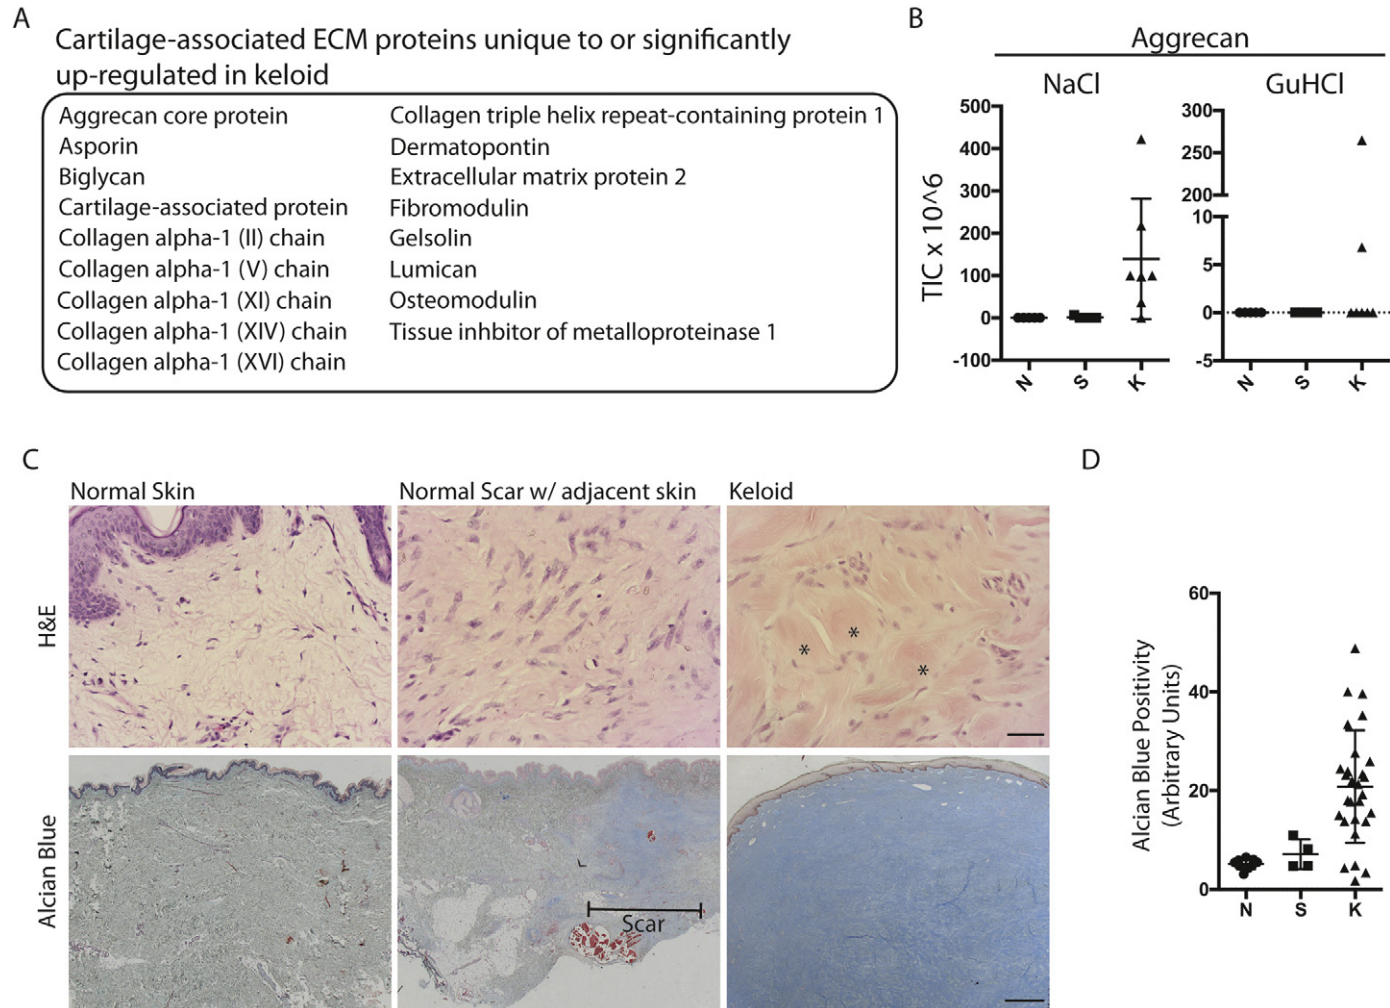 A
Cartilage-associated ECM proteins unique to or significantly
up-regulated in keloid
Aggrecan core protein
Asporin
Biglycan
Cartilage-associated protein
Collagen alpha-1 (II) chain
Collagen alpha-1 (V) chain
Collagen alpha-1 (XI) chain
Collagen alpha-1 (XIV) chain
Collagen alpha-1 (XVI) chain
Collagen triple helix repeat-containing protein 1
Dermatopontin
Extracellular matrix protein 2
Fibromodulin
Gelsolin
Lumican
Osteomodulin
Tissue inhbitor of metalloproteinase 1
B
Aggrecan
NaCl
TIC x 10^6
500
400
300
200
100
0
-100
N S K
GuHCl
300
250
200
10
5
0
-5
N S K
C
Normal Skin
Normal Scar w/ adjacent skin
Keloid
H&E
* * *
Alcian Blue
Scar
D
Alcian Blue Positivity
(Arbitrary Units)
60
40
20
0
N S K